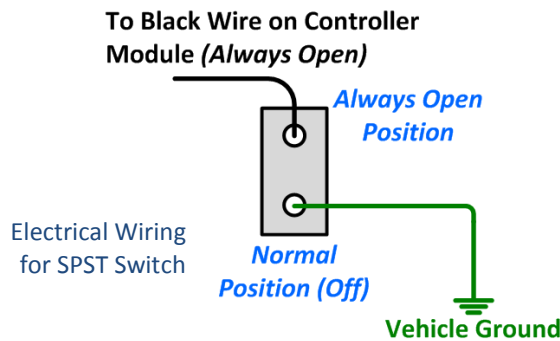 To Black Wire on Controller
Module (Always Open)
Always Open
Position
Electrical Wiring
for SPST Switch
Normal
Position (Off)
Vehicle Ground